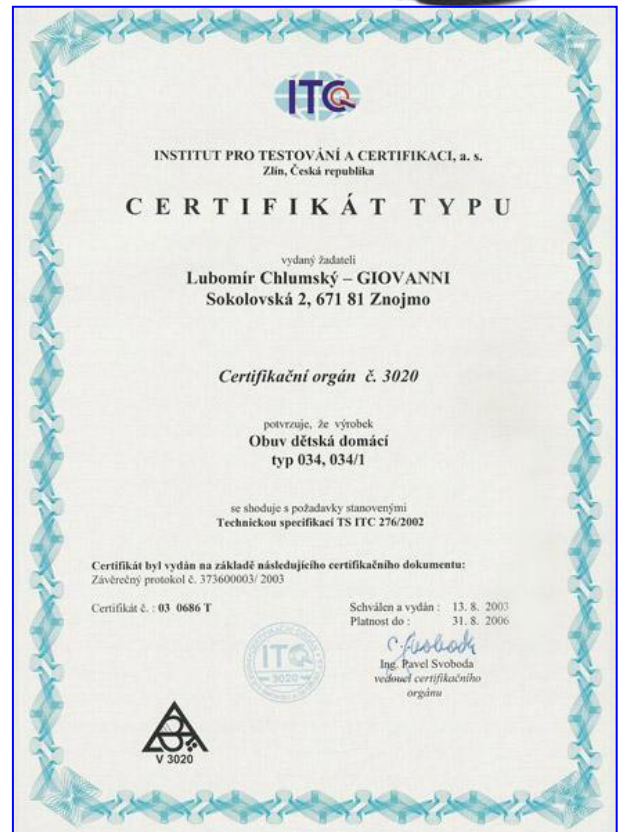 ITC
INSTITUT PRO TESTOVÁNÍ A CERTIFIKACI, a. s.
Zlín, Česká republika
CERTIFIKÁT TYPU
vydaný žadateli
Lubomír Chlumský – GIOVANNI
Sokolovská 2, 671 81 Znojmo
Certifikační orgán č. 3020
potvrzuje, že výrobek
Obuv dětská domácí
typ 034, 034/1
se shoduje s požadavky stanovenými
Technickou specifikací TS ITC 276/2002
Certifikát byl vydán na základě následujícího certifikačního dokumentu:
Závěrečný protokol č. 373600003/ 2003
Certifikát č. : 03 0686 T
Schválen a vydán : 13. 8. 2003
Platnost do : 31. 8. 2006
Ing. Pavel Svoboda
vedoucí certifikačního
orgánu
ITC
3020
V 3020